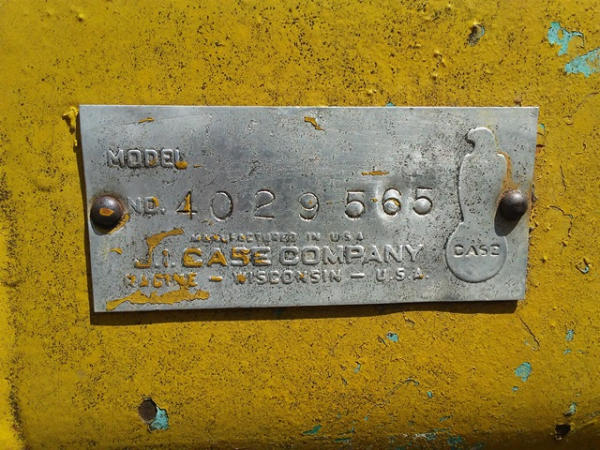 MODEL
NO. 4029565
MANUFACTURED IN U.S.A.
J.I. CASE COMPANY
RACINE - WISCONSIN - U.S.A.
CASE